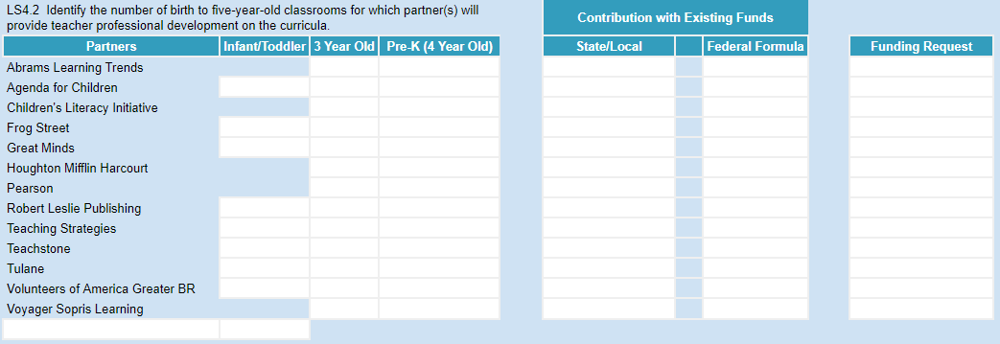 LS4.2 Identify the number of birth to five-year-old classrooms for which partner(s) will
provide teacher professional development on the curricula.
Contribution with Existing Funds
Partners Infant/Toddler 3 Year Old Pre-K (4 Year Old) State/Local Federal Formula Funding Request
Abrams Learning Trends
Agenda for Children
Children's Literacy Initiative
Frog Street
Great Minds
Houghton Mifflin Harcourt
Pearson
Robert Leslie Publishing
Teaching Strategies
Teachstone
Tulane
Volunteers of America Greater BR
Voyager Sopris Learning